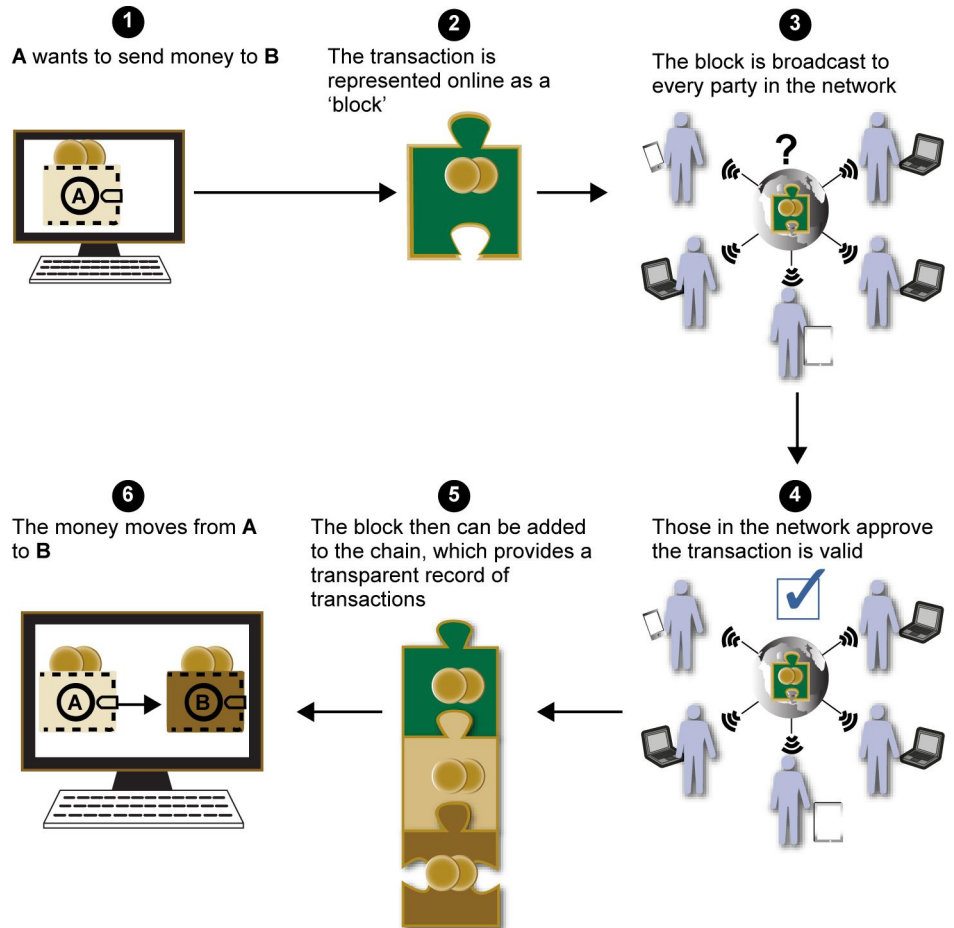 1
A wants to send money to B
2
The transaction is
represented online as a
‘block’
3
The block is broadcast to
every party in the network
A
?
4
Those in the network approve
the transaction is valid
5
The block then can be added
to the chain, which provides a
transparent record of
transactions
6
The money moves from A
to B
A
B